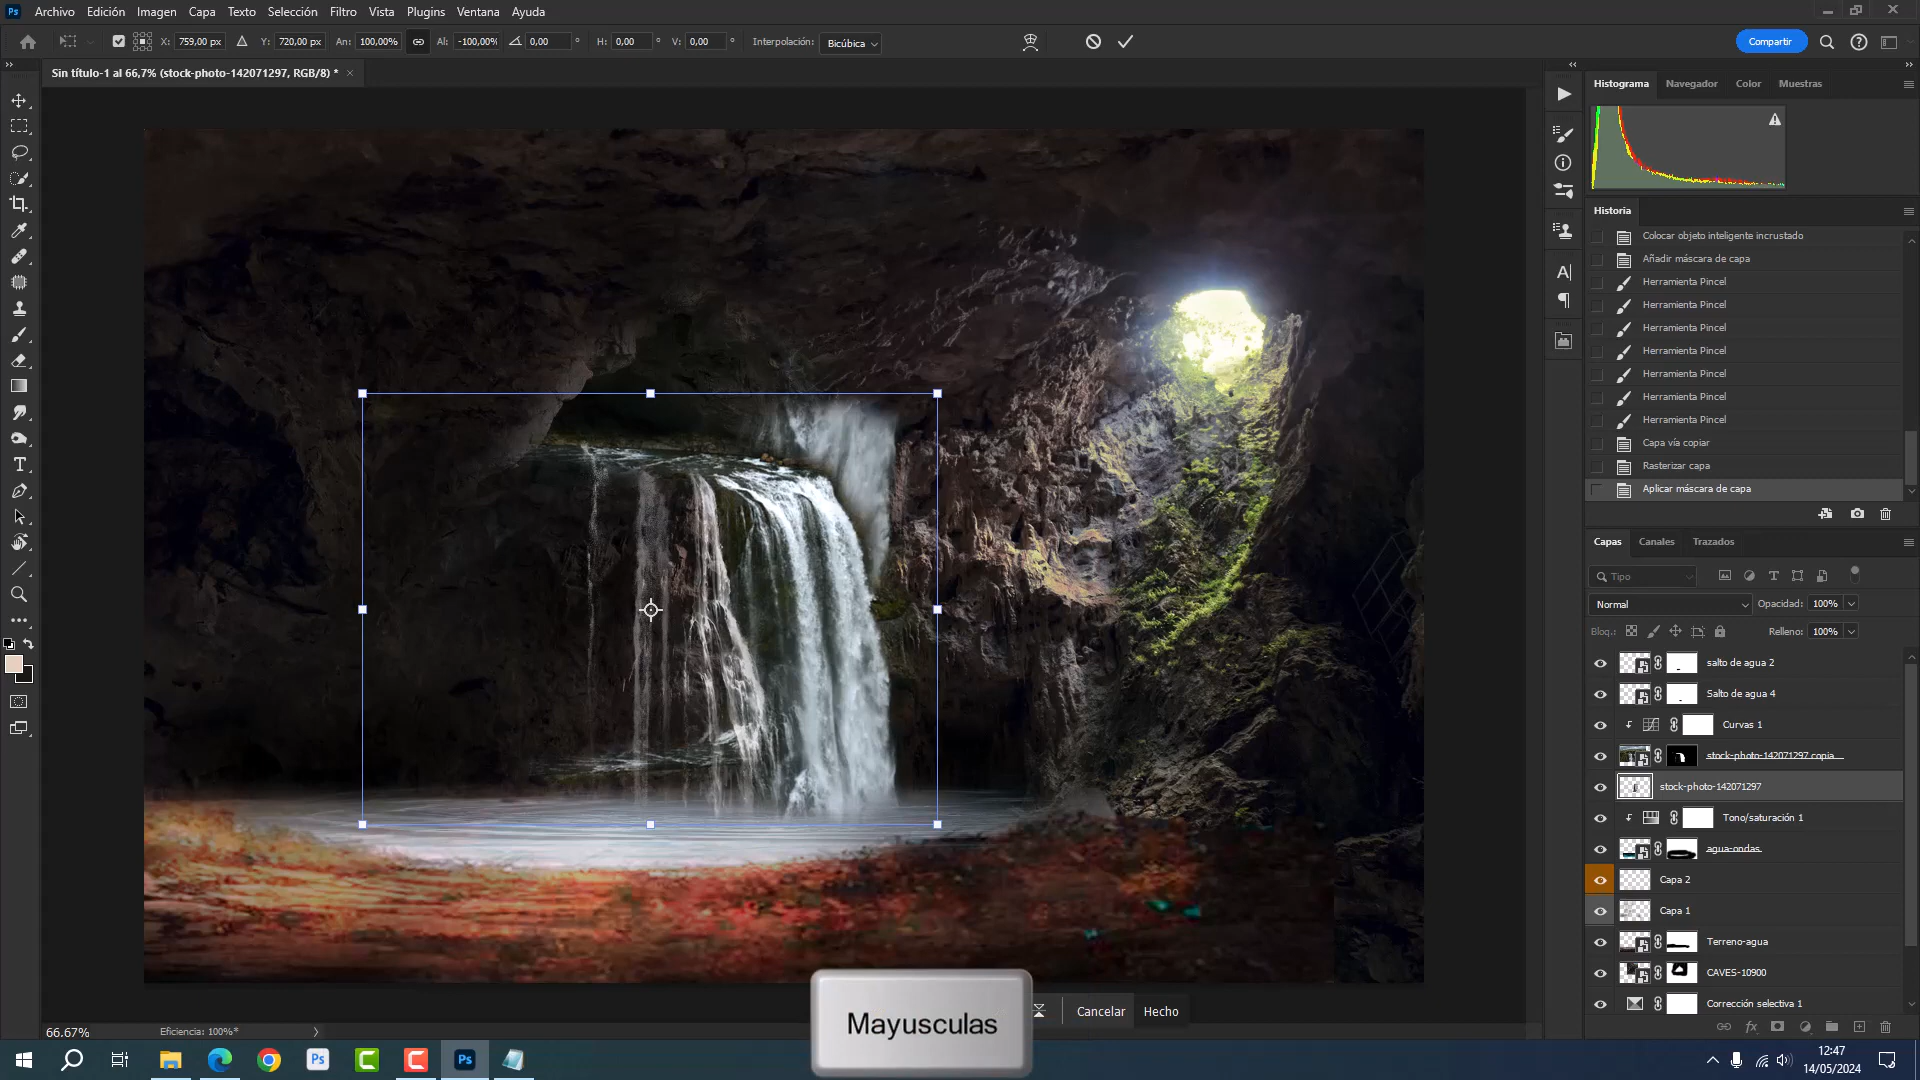 Ps Archivo Edición Imagen Capa Texto Selección Filtro Vista Plugins Ventana Ayuda
X: 759,00 px Y: 720,00 px An: 100,00% Al: -100,00% 0,00 ° H: 0,00 ° V: 0,00 ° Interpolación: Bicúbica Compartir
Sin título-1 al 66,7% (stock-photo-142071297, RGB/8) * ×
Histograma Navegador Color Muestras
Historia
Colocar objeto inteligente incrustado
Añadir máscara de capa
Herramienta Pincel
Herramienta Pincel
Herramienta Pincel
Herramienta Pincel
Herramienta Pincel
Herramienta Pincel
Herramienta Pincel
Capa vía copiar
Rasterizar capa
Aplicar máscara de capa
Capas Canales Trazados
Tipo
Normal Opacidad: 100%
Bloq.: Relleno: 100%
salto de agua 2
Salto de agua 4
Curvas 1
stock-photo-142071297 copia
stock-photo-142071297
Tono/saturación 1
agua-ondas
Capa 2
Capa 1
Terreno-agua
CAVES-10900
Corrección selectiva 1
Mayusculas
Cancelar Hecho
66.67% Eficiencia: 100%*
12:47
14/05/2024